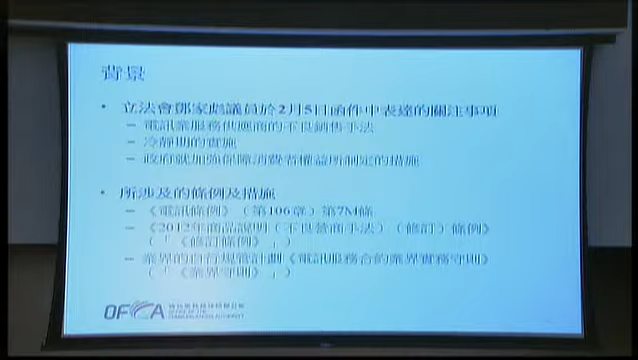 背景
• 立法會鄧家彪議員於2月5日函件中表達的關注事項
– 電訊業服務供應商的不良銷售手法
– 冷靜期的實施
– 政府就加強保障消費者權益所制定的措施
• 所涉及的條例及措施
– 《電訊條例》（第106章）第7M條
– 《2012年商品說明（不良營商手法）（修訂）條例》
（「《修訂條例》」）
– 業界的自行規管計劃《電訊服務合約業界實務守則》
（「《業界守則》」）
OFCA
OFFICE OF THE
COMMUNICATIONS AUTHORITY